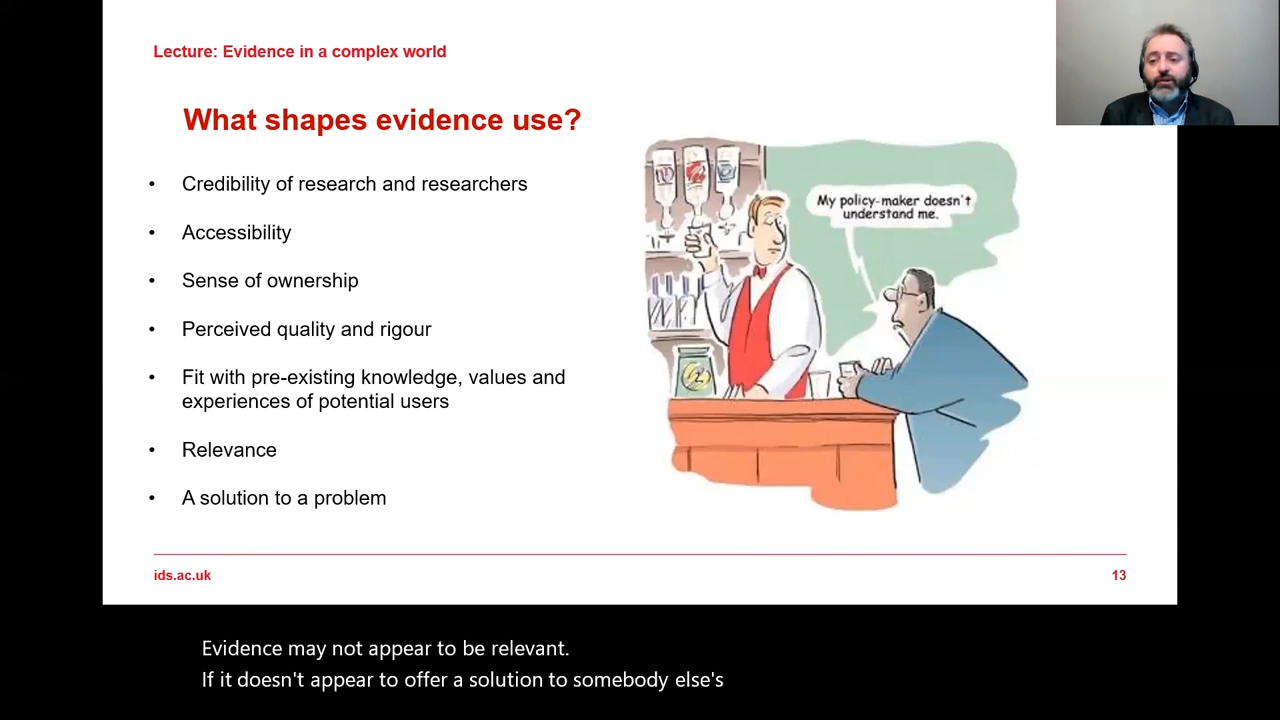 Lecture: Evidence in a complex world
What shapes evidence use?
• Credibility of research and researchers
• Accessibility
• Sense of ownership
• Perceived quality and rigour
• Fit with pre-existing knowledge, values and
experiences of potential users
• Relevance
• A solution to a problem
My policy-maker doesn't
understand me.
ids.ac.uk
13
Evidence may not appear to be relevant.
If it doesn't appear to offer a solution to somebody else's